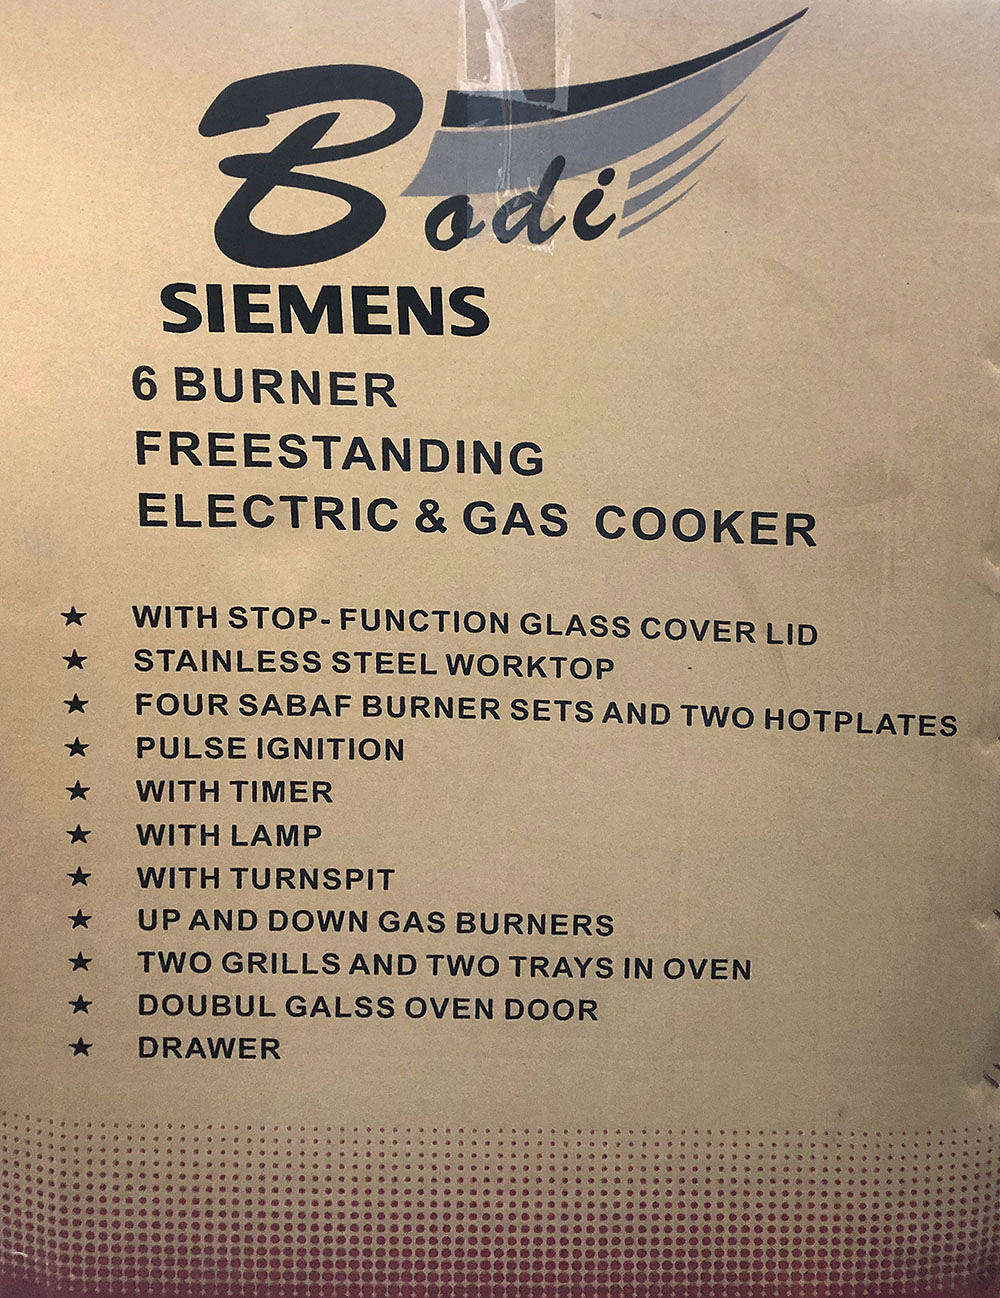 Bodi
SIEMENS
6 BURNER
FREESTANDING
ELECTRIC & GAS COOKER
★ WITH STOP- FUNCTION GLASS COVER LID
★ STAINLESS STEEL WORKTOP
★ FOUR SABAF BURNER SETS AND TWO HOTPLATES
★ PULSE IGNITION
★ WITH TIMER
★ WITH LAMP
★ WITH TURNSPIT
★ UP AND DOWN GAS BURNERS
★ TWO GRILLS AND TWO TRAYS IN OVEN
★ DOUBUL GALSS OVEN DOOR
★ DRAWER